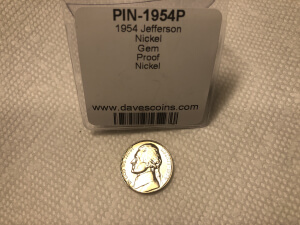 PIN-1954P
1954 Jefferson
Nickel
Gem
Proof
Nickel
www.davescoins.com